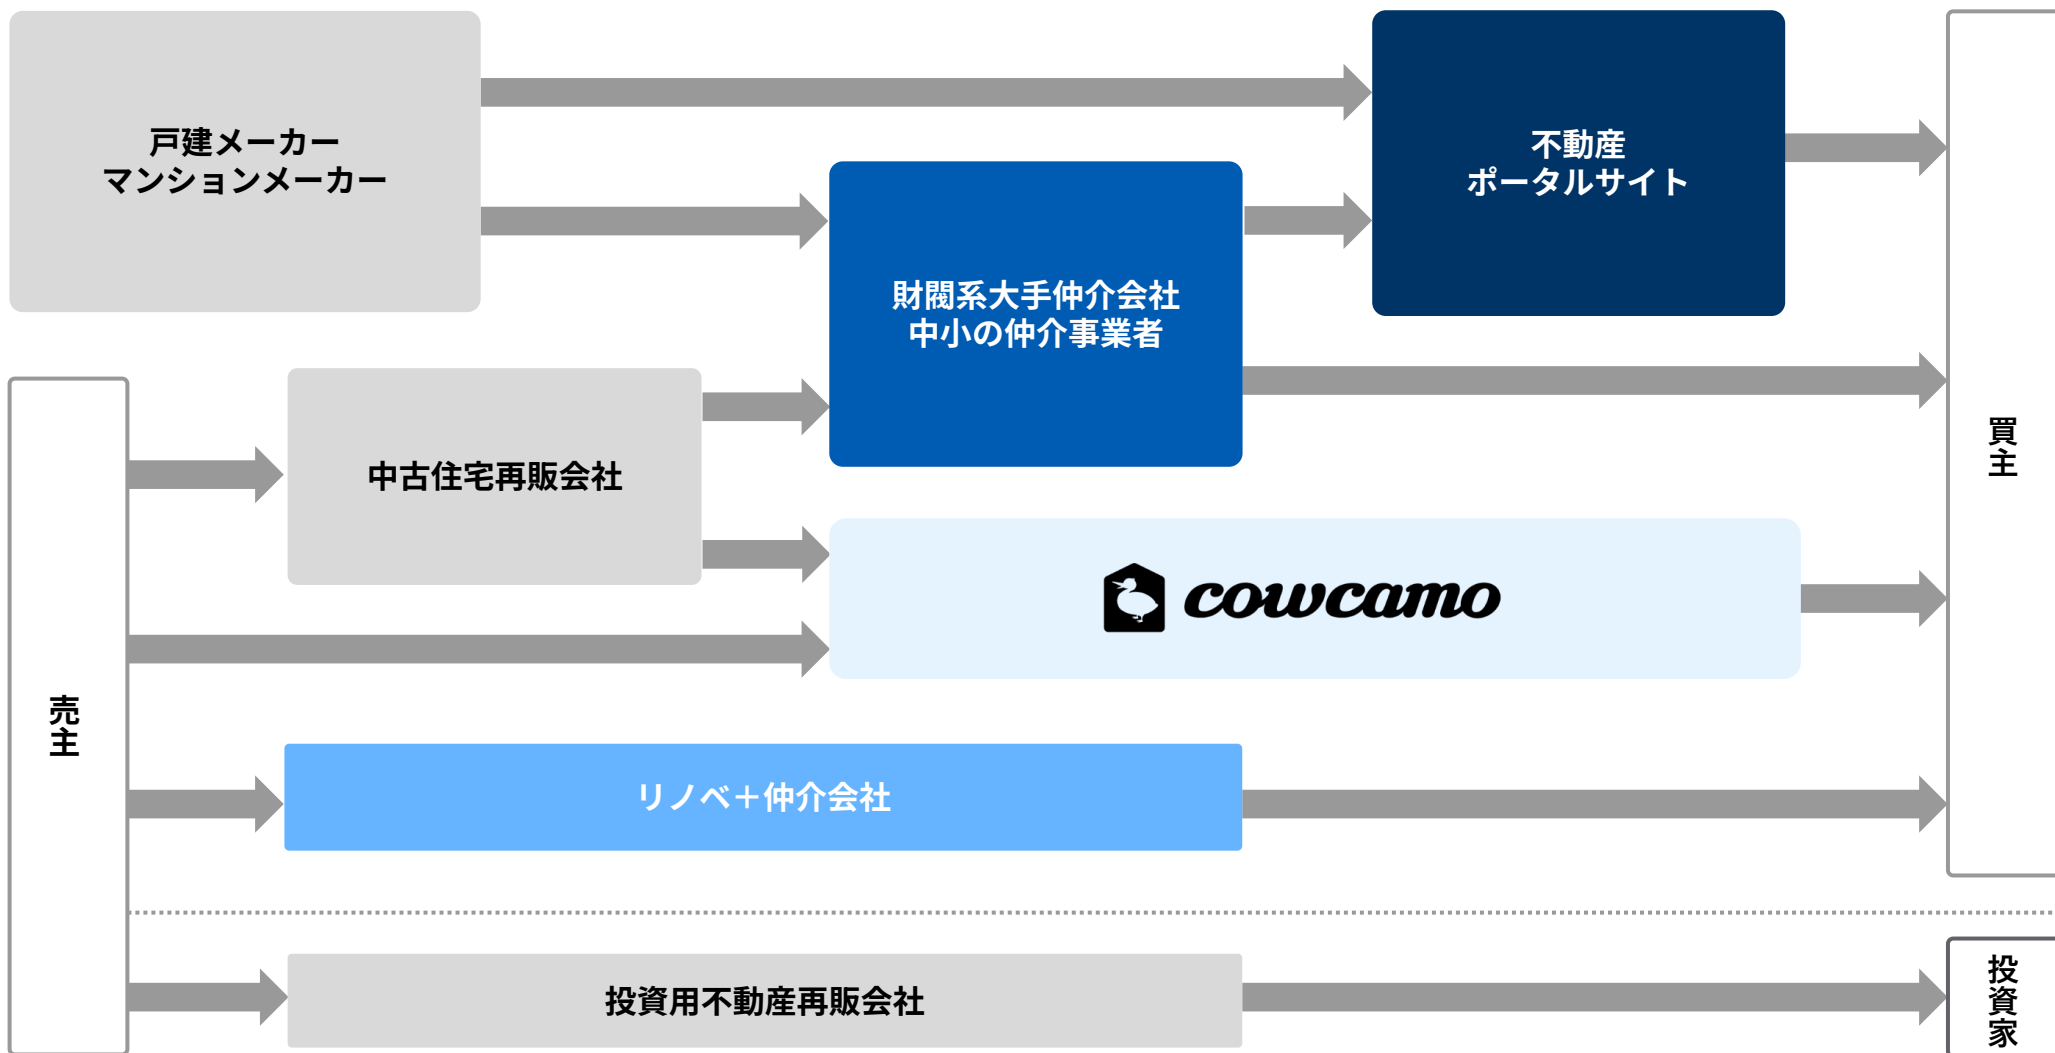 戸建メーカー
マンションメーカー
不動産
ポータルサイト
財閥系大手仲介会社
中小の仲介事業者
中古住宅再販会社
買主
cowcamo
売主
リノベ＋仲介会社
投資用不動産再販会社
投資家